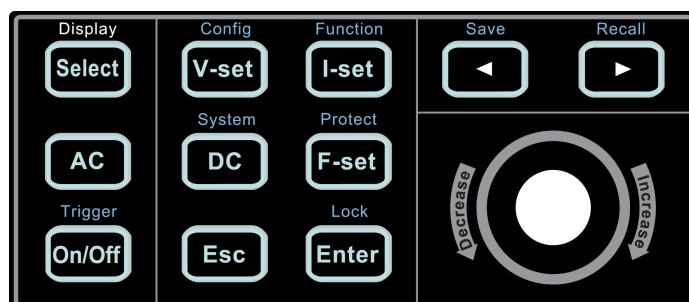 Display Config Function Save Recall
Select V-set I-set
System Protect
AC DC F-set
Trigger Lock
On/Off Esc Enter
Decrease Increase